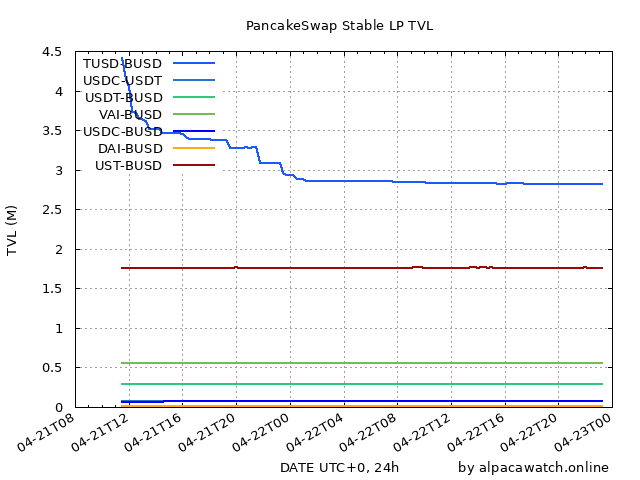 PancakeSwap Stable LP TVL
4.5
4
3.5
3
2.5
2
1.5
1
0.5
0
TVL (M)
TUSD-BUSD
USDC-USDT
USDT-BUSD
VAI-BUSD
USDC-BUSD
DAI-BUSD
UST-BUSD
04-21T08
04-21T12
04-21T16
04-21T20
04-22T00
04-22T04
04-22T08
04-22T12
04-22T16
04-22T20
04-23T00
DATE UTC+0, 24h
by alpacawatch.online